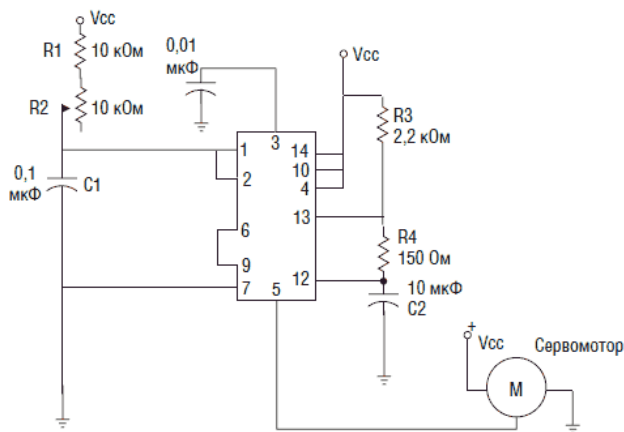 Vcc
R1
10 кОм
R2
10 кОм
0,1
мкФ
C1
0,01
мкФ
Vcc
R3
2,2 кОм
R4
150 Ом
10 мкФ
C2
1
2
6
9
7
3
5
14
10
4
13
12
+
Vcc
Сервомотор
M